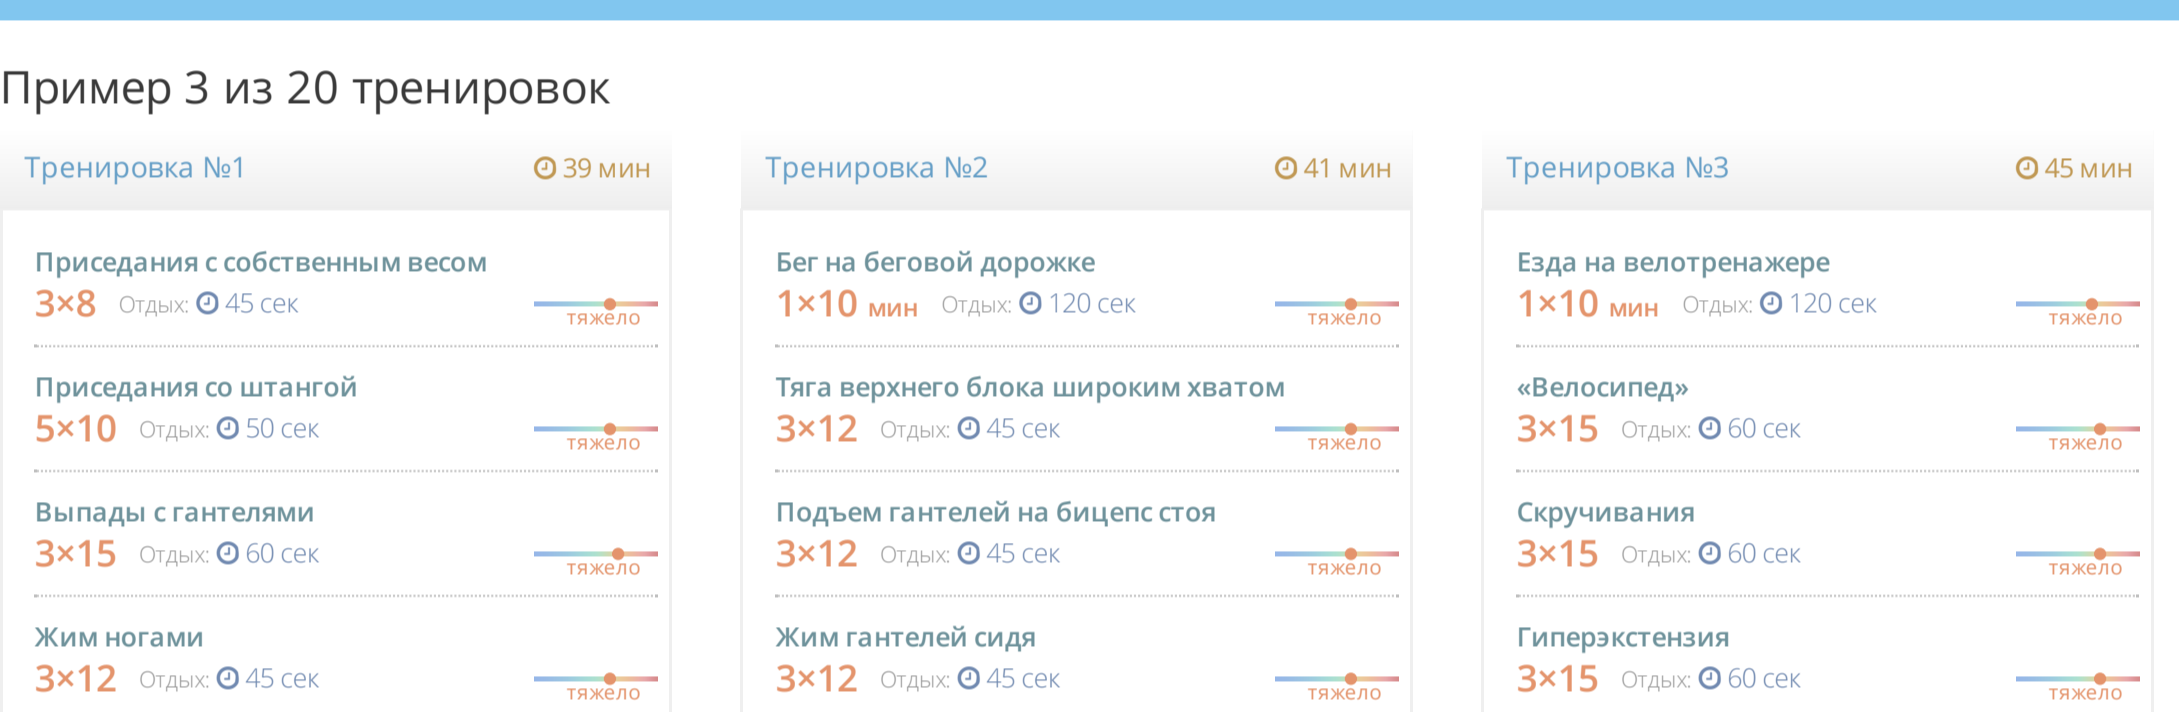 Пример 3 из 20 тренировок
Тренировка №1 39 мин
Приседания с собственным весом
3×8 Отдых: 45 сек
тяжело
Приседания со штангой
5×10 Отдых: 50 сек
тяжело
Выпады с гантелями
3×15 Отдых: 60 сек
тяжело
Жим ногами
3×12 Отдых: 45 сек
тяжело
Тренировка №2 41 мин
Бег на беговой дорожке
1×10 мин Отдых: 120 сек
тяжело
Тяга верхнего блока широким хватом
3×12 Отдых: 45 сек
тяжело
Подъем гантелей на бицепс стоя
3×12 Отдых: 45 сек
тяжело
Жим гантелей сидя
3×12 Отдых: 45 сек
тяжело
Тренировка №3 45 мин
Езда на велотренажере
1×10 мин Отдых: 120 сек
тяжело
«Велосипед»
3×15 Отдых: 60 сек
тяжело
Скручивания
3×15 Отдых: 60 сек
тяжело
Гиперэкстензия
3×15 Отдых: 60 сек
тяжело